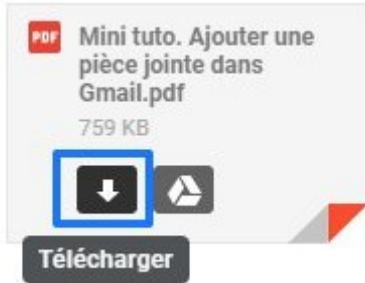 PDF
Mini tuto. Ajouter une
pièce jointe dans
Gmail.pdf
759 KB
Télécharger